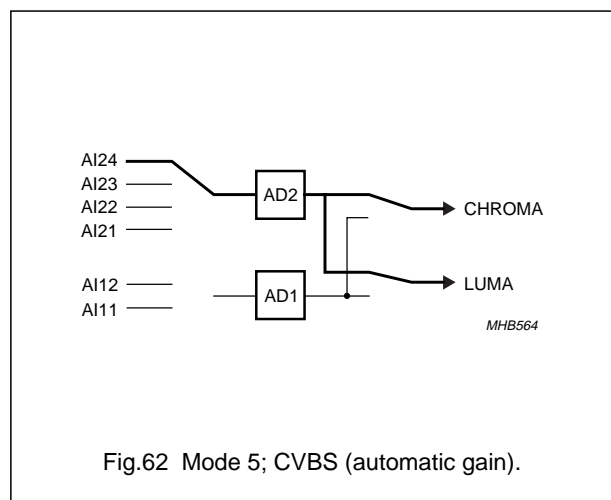 AI24
AI23
AI22
AI21
AD2
CHROMA
AI12
AI11
AD1
LUMA
MHB564
Fig.62 Mode 5; CVBS (automatic gain).